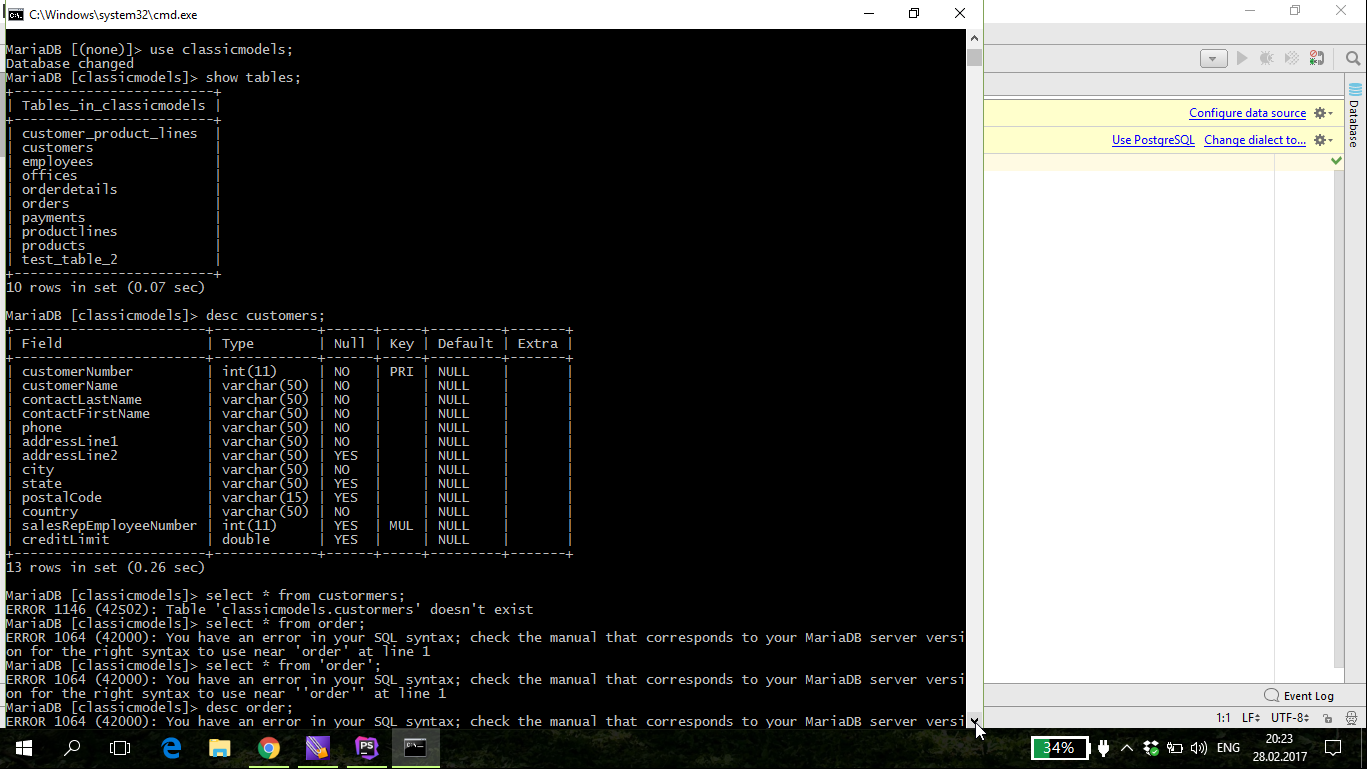 C:\Windows\system32\cmd.exe
MariaDB [(none)]> use classicmodels;
Database changed
MariaDB [classicmodels]> show tables;
+-------------------------+
| Tables_in_classicmodels |
+-------------------------+
| customer_product_lines |
| customers |
| employees |
| offices |
| orderdetails |
| orders |
| payments |
| productlines |
| products |
| test_table_2 |
+-------------------------+
10 rows in set (0.07 sec)
MariaDB [classicmodels]> desc customers;
+------------------------+-------------+------+-----+---------+-------+
| Field | Type | Null | Key | Default | Extra |
+------------------------+-------------+------+-----+---------+-------+
| customerNumber | int(11) | NO | PRI | NULL | |
| customerName | varchar(50) | NO | | NULL | |
| contactLastName | varchar(50) | NO | | NULL | |
| contactFirstName | varchar(50) | NO | | NULL | |
| phone | varchar(50) | NO | | NULL | |
| addressLine1 | varchar(50) | NO | | NULL | |
| addressLine2 | varchar(50) | YES | | NULL | |
| city | varchar(50) | NO | | NULL | |
| state | varchar(50) | YES | | NULL | |
| postalCode | varchar(15) | YES | | NULL | |
| country | varchar(50) | NO | | NULL | |
| salesRepEmployeeNumber | int(11) | YES | MUL | NULL | |
| creditLimit | double | YES | | NULL | |
+------------------------+-------------+------+-----+---------+-------+
13 rows in set (0.26 sec)
MariaDB [classicmodels]> select * from custormers;
ERROR 1146 (42S02): Table 'classicmodels.custormers' doesn't exist
MariaDB [classicmodels]> select * from order;
ERROR 1064 (42000): You have an error in your SQL syntax; check the manual that corresponds to your MariaDB server versi
on for the right syntax to use near 'order' at line 1
MariaDB [classicmodels]> select * from 'order';
ERROR 1064 (42000): You have an error in your SQL syntax; check the manual that corresponds to your MariaDB server versi
on for the right syntax to use near ''order'' at line 1
MariaDB [classicmodels]> desc order;
ERROR 1064 (42000): You have an error in your SQL syntax; check the manual that corresponds to your MariaDB server versi
Configure data source
Use PostgreSQL Change dialect to...
Database
Event Log
1:1 LF UTF-8
PS
34%
ENG
20:23
28.02.2017